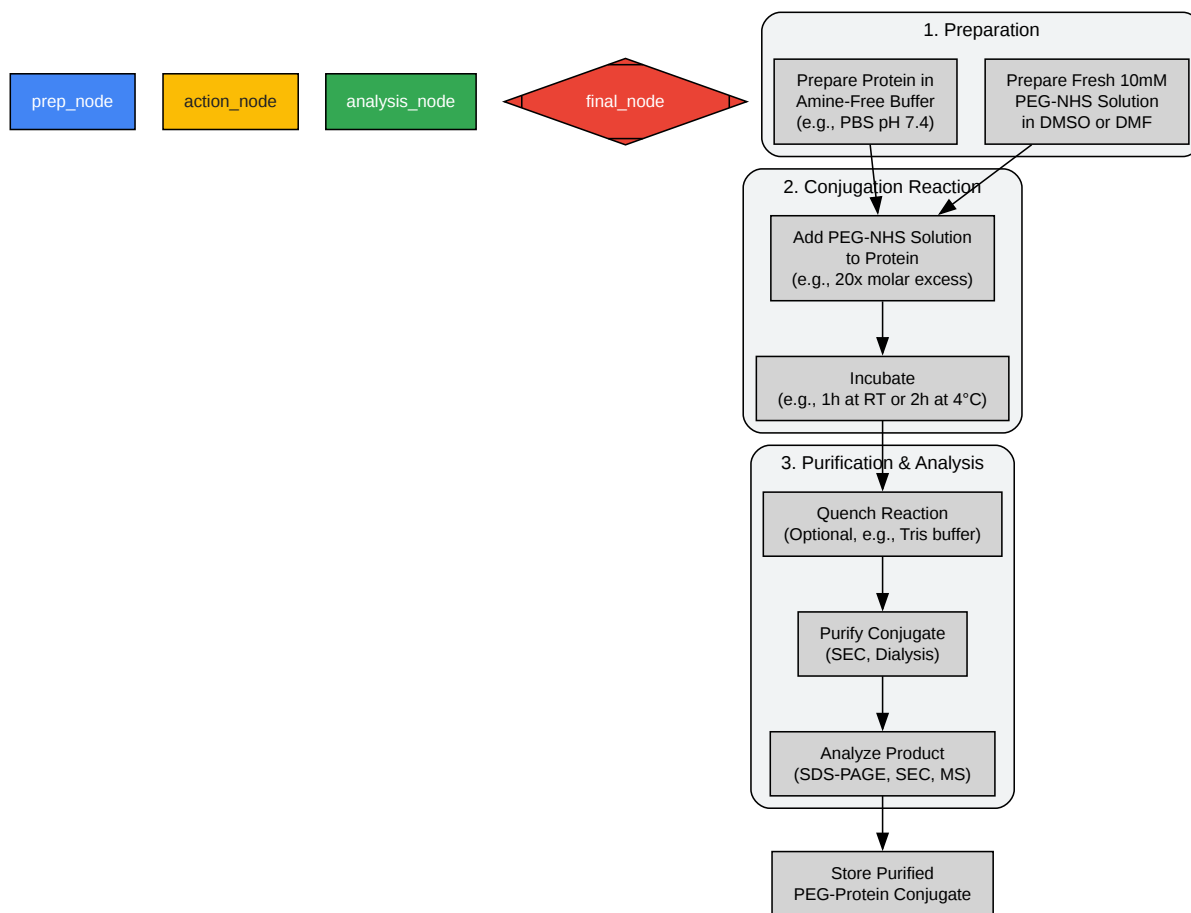 prep_node
action_node
analysis_node
final_node
1. Preparation
Prepare Protein in
Amine-Free Buffer
(e.g., PBS pH 7.4)
Prepare Fresh 10mM
PEG-NHS Solution
in DMSO or DMF
2. Conjugation Reaction
Add PEG-NHS Solution
to Protein
(e.g., 20x molar excess)
Incubate
(e.g., 1h at RT or 2h at 4°C)
3. Purification & Analysis
Quench Reaction
(Optional, e.g., Tris buffer)
Purify Conjugate
(SEC, Dialysis)
Analyze Product
(SDS-PAGE, SEC, MS)
Store Purified
PEG-Protein Conjugate